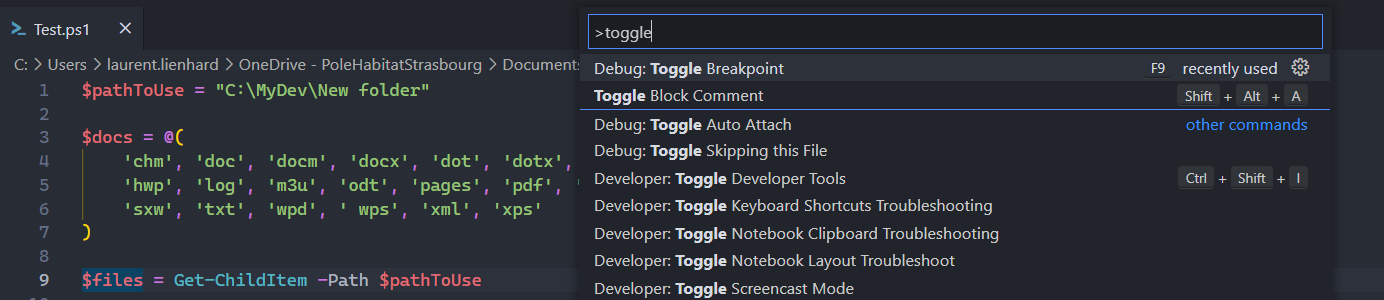 Test.ps1
C: > Users > laurent.lienhard > OneDrive - PoleHabitatStrasbourg > Documents
1 $pathToUse = "C:\MyDev\New folder"
2
3 $docs = @(
4 'chm', 'doc', 'docm', 'docx', 'dot', 'dotx',
5 'hwp', 'log', 'm3u', 'odt', 'pages', 'pdf', '
6 'sxw', 'txt', 'wpd', ' wps', 'xml', 'xps'
7 )
8
9 $files = Get-ChildItem -Path $pathToUse
>toggle
Debug: Toggle Breakpoint F9 recently used
Toggle Block Comment Shift + Alt + A
Debug: Toggle Auto Attach other commands
Debug: Toggle Skipping this File
Developer: Toggle Developer Tools Ctrl + Shift + I
Developer: Toggle Keyboard Shortcuts Troubleshooting
Developer: Toggle Notebook Clipboard Troubleshooting
Developer: Toggle Notebook Layout Troubleshoot
Developer: Toggle Screencast Mode